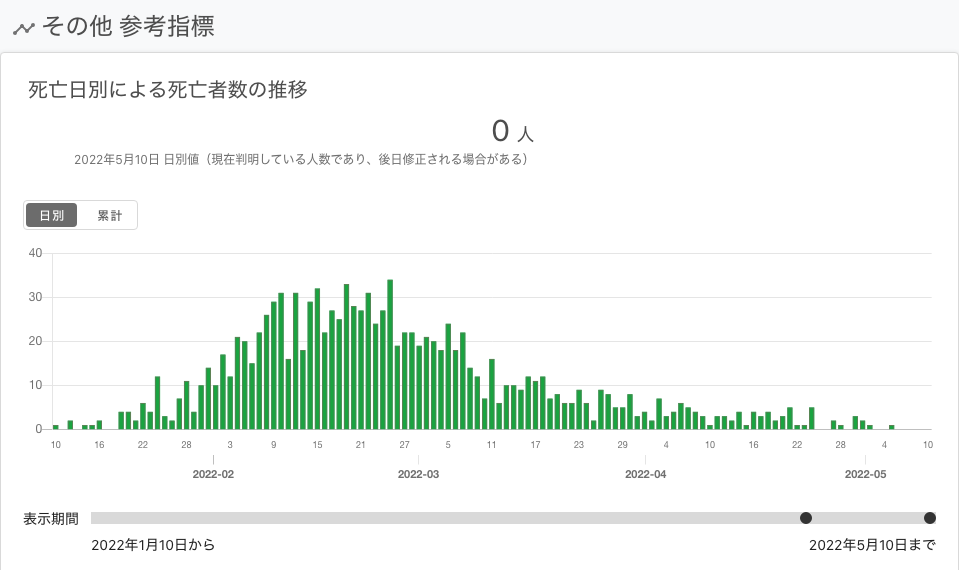 その他 参考指標
死亡日別による死亡者数の推移
0 人
2022年5月10日 日別値（現在判明している人数であり、後日修正される場合がある）
日別 累計
40
30
20
10
0
10 16 22 28 3 9 15 21 27 5 11 17 23 29 4 10 16 22 28 4 10
2022-02 2022-03 2022-04 2022-05
表示期間
2022年1月10日から 2022年5月10日まで